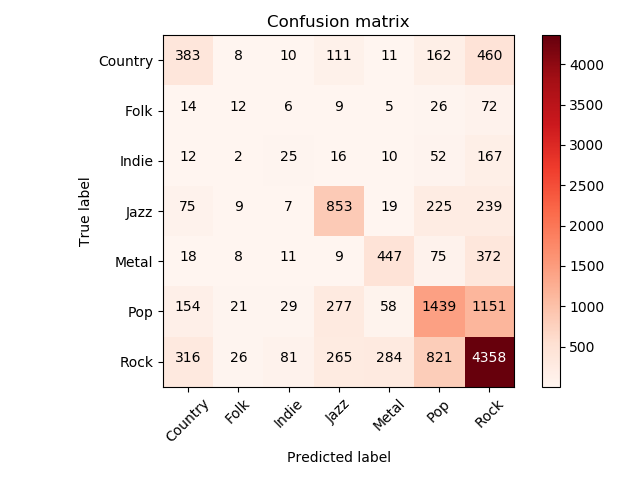 Confusion matrix
Country 383 8 10 111 11 162 460
Folk 14 12 6 9 5 26 72
Indie 12 2 25 16 10 52 167
Jazz 75 9 7 853 19 225 239
Metal 18 8 11 9 447 75 372
Pop 154 21 29 277 58 1439 1151
Rock 316 26 81 265 284 821 4358
Country Folk Indie Jazz Metal Pop Rock
Predicted label
True label
4000
3500
3000
2500
2000
1500
1000
500